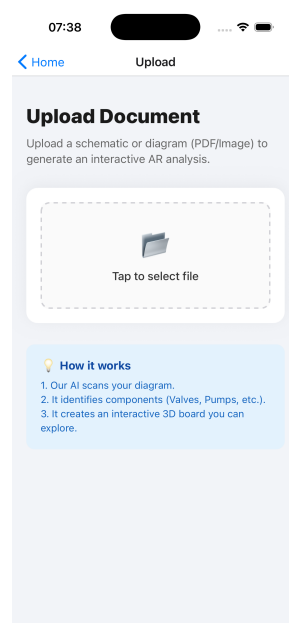 07:38
Home
Upload
Upload Document
Upload a schematic or diagram (PDF/Image) to
generate an interactive AR analysis.
Tap to select file
How it works
1. Our AI scans your diagram.
2. It identifies components (Valves, Pumps, etc.).
3. It creates an interactive 3D board you can
explore.